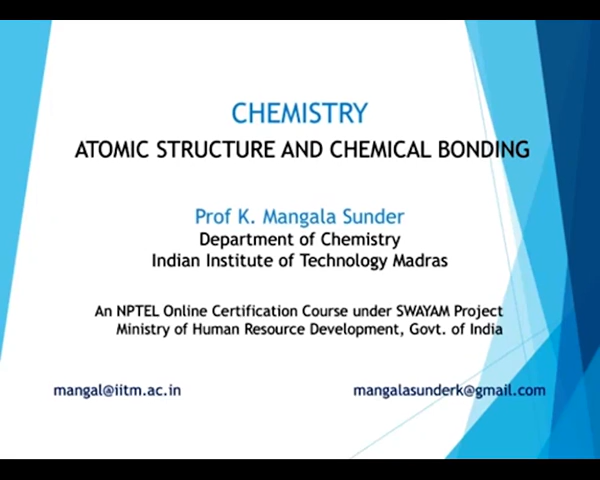 CHEMISTRY
ATOMIC STRUCTURE AND CHEMICAL BONDING
Prof K. Mangala Sunder
Department of Chemistry
Indian Institute of Technology Madras
An NPTEL Online Certification Course under SWAYAM Project
Ministry of Human Resource Development, Govt. of India
mangal@iitm.ac.in
mangalasunderk@gmail.com